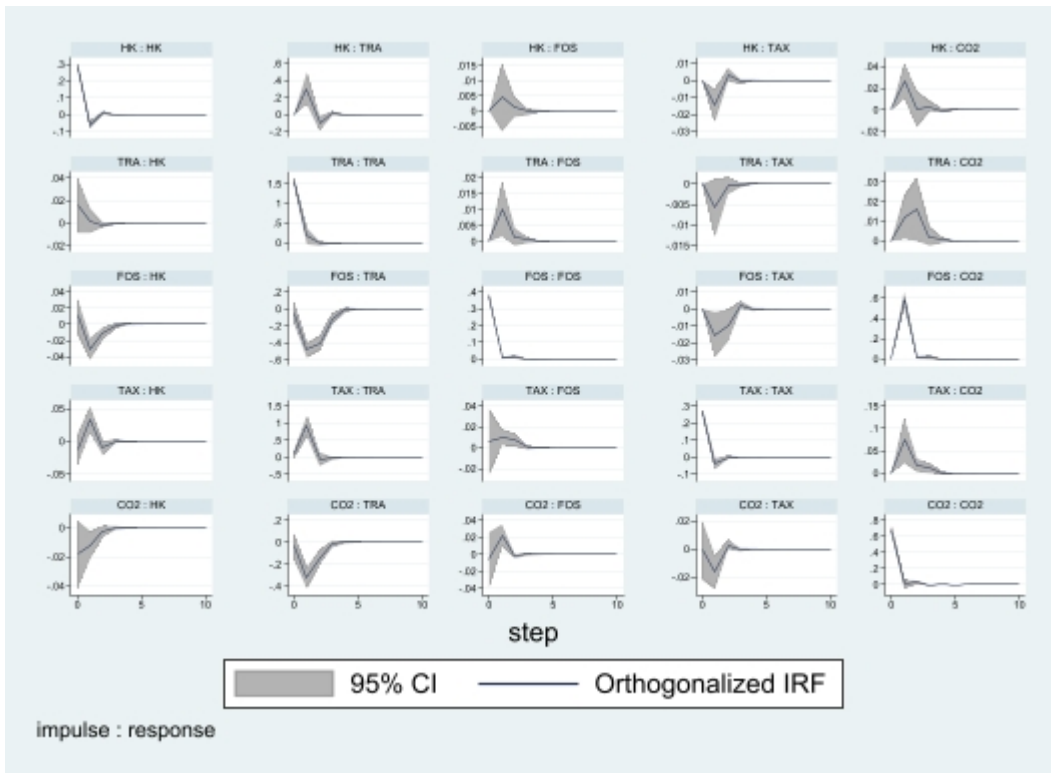 HK : HK HK : TRA HK : FOS HK : TAX HK : CO2
.3 .6 .015 .01 .04
.2 .4 .01 0 .02
.1 .2 .005 -.01 0
0 0 0 -.02 -.02
-.1 -.2 -.005 -.03
TRA : HK TRA : TRA TRA : FOS TRA : TAX TRA : CO2
.04 1.5 .02 0 .03
.02 1 .015 -.005 .02
0 .5 .01 -.01 .01
-.02 0 .005 -.015 0
0
FOS : HK FOS : TRA FOS : FOS FOS : TAX FOS : CO2
.04 .2 .4 .01 .6
.02 0 .3 0 .4
0 -.2 .2 -.01 .2
-.02 -.4 .1 -.02 0
-.04 -.6 0 -.03
TAX : HK TAX : TRA TAX : FOS TAX : TAX TAX : CO2
.05 1.5 .04 .3 .15
0 1 .02 .2 .1
-.05 .5 0 .1 .05
0 -.02 0 0
-.5 -.1
CO2 : HK CO2 : TRA CO2 : FOS CO2 : TAX CO2 : CO2
0 .2 .04 .02 .8
-.02 0 .02 0 .6
-.04 -.2 0 -.02 .4
-.4 -.02 .2
-.04 0
0 5 10 0 5 10 0 5 10 0 5 10 0 5 10
step
95% CI Orthogonalized IRF
impulse : response